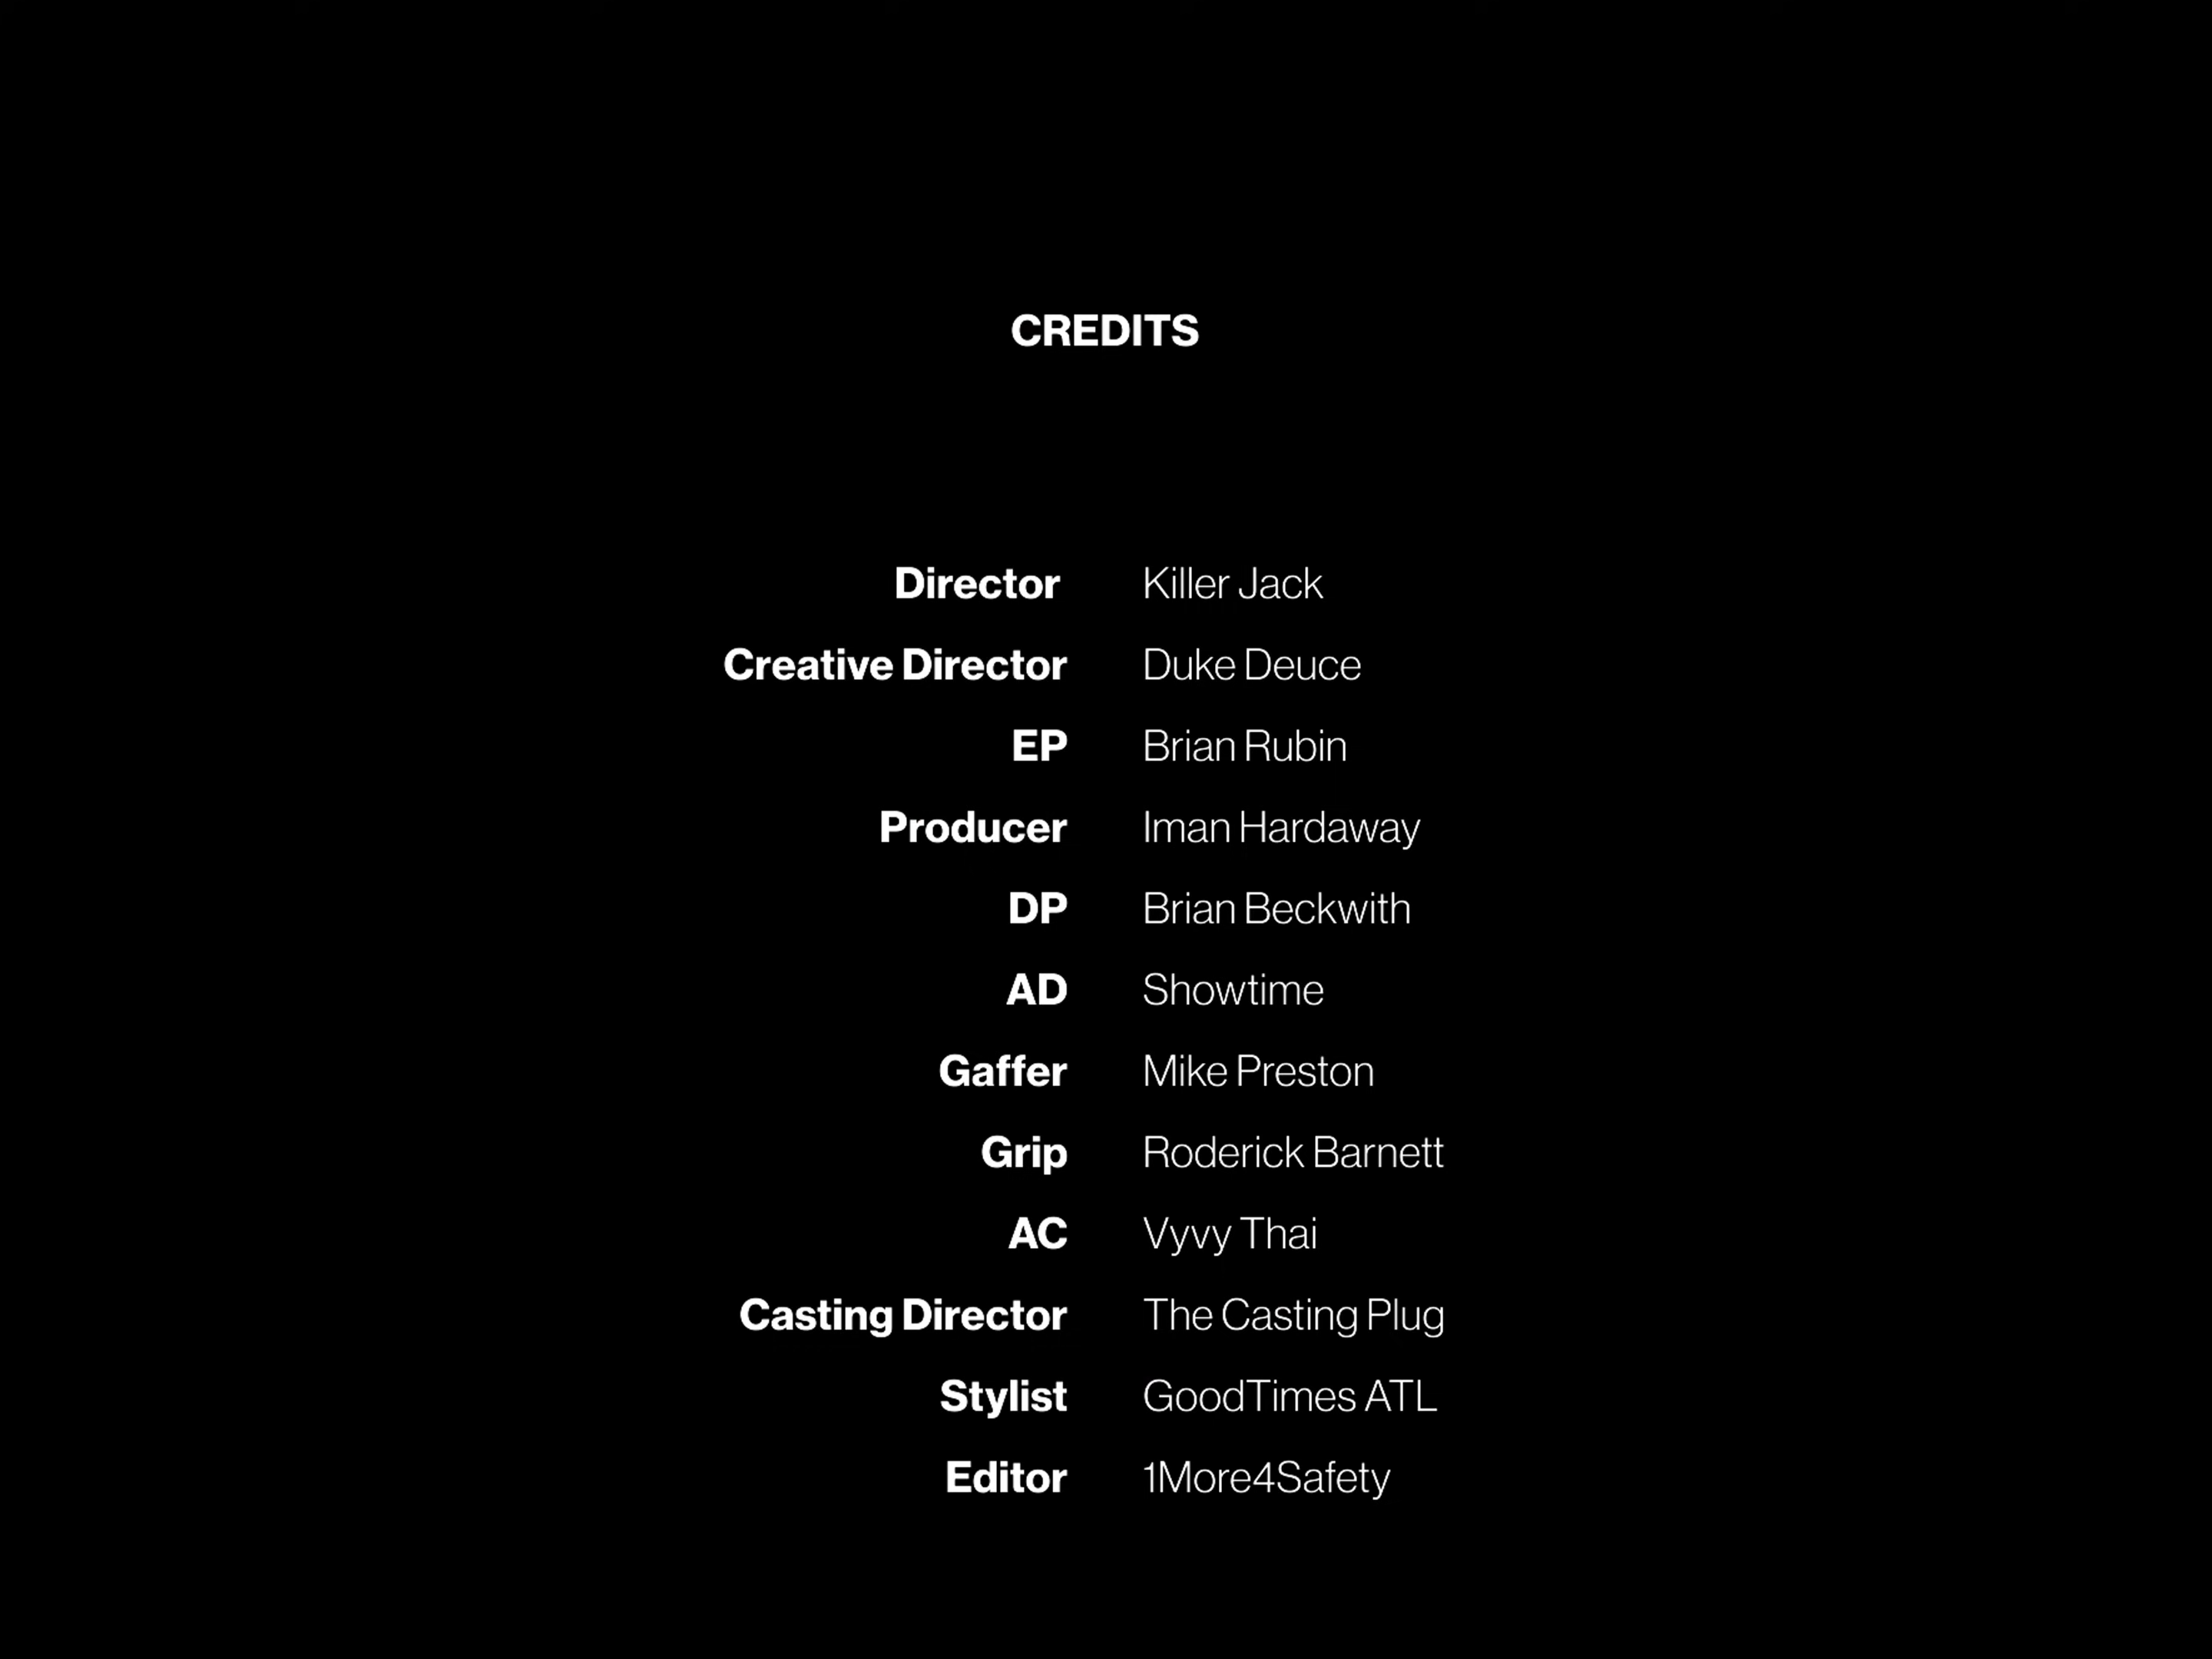 CREDITS
Director Killer Jack
Creative Director Duke Deuce
EP Brian Rubin
Producer Iman Hardaway
DP Brian Beckwith
AD Showtime
Gaffer Mike Preston
Grip Roderick Barnett
AC Vyvy Thai
Casting Director The Casting Plug
Stylist GoodTimes ATL
Editor 1More4Safety